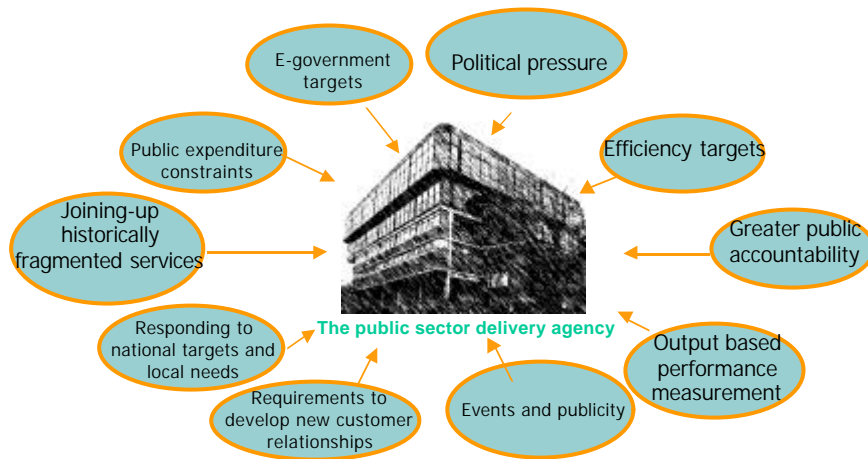 E-government
targets
Political pressure
Public expenditure
constraints
Efficiency targets
Joining-up
historically
fragmented services
Greater public
accountability
The public sector delivery agency
Responding to
national targets and
local needs
Output based
performance
measurement
Requirements to
develop new customer
relationships
Events and publicity